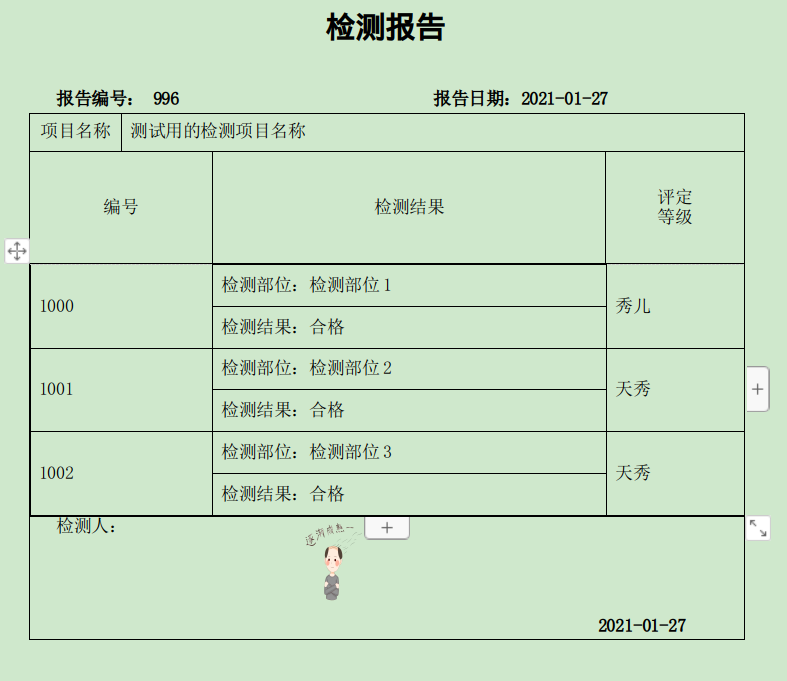 检测报告
报告编号： 996 报告日期：2021-01-27
项目名称 测试用的检测项目名称
编号 检测结果 评定
等级
1000 检测部位：检测部位1 秀儿
检测结果：合格
1001 检测部位：检测部位2 天秀
检测结果：合格
1002 检测部位：检测部位3 天秀
检测结果：合格
检测人：
逐渐成愚一
2021-01-27